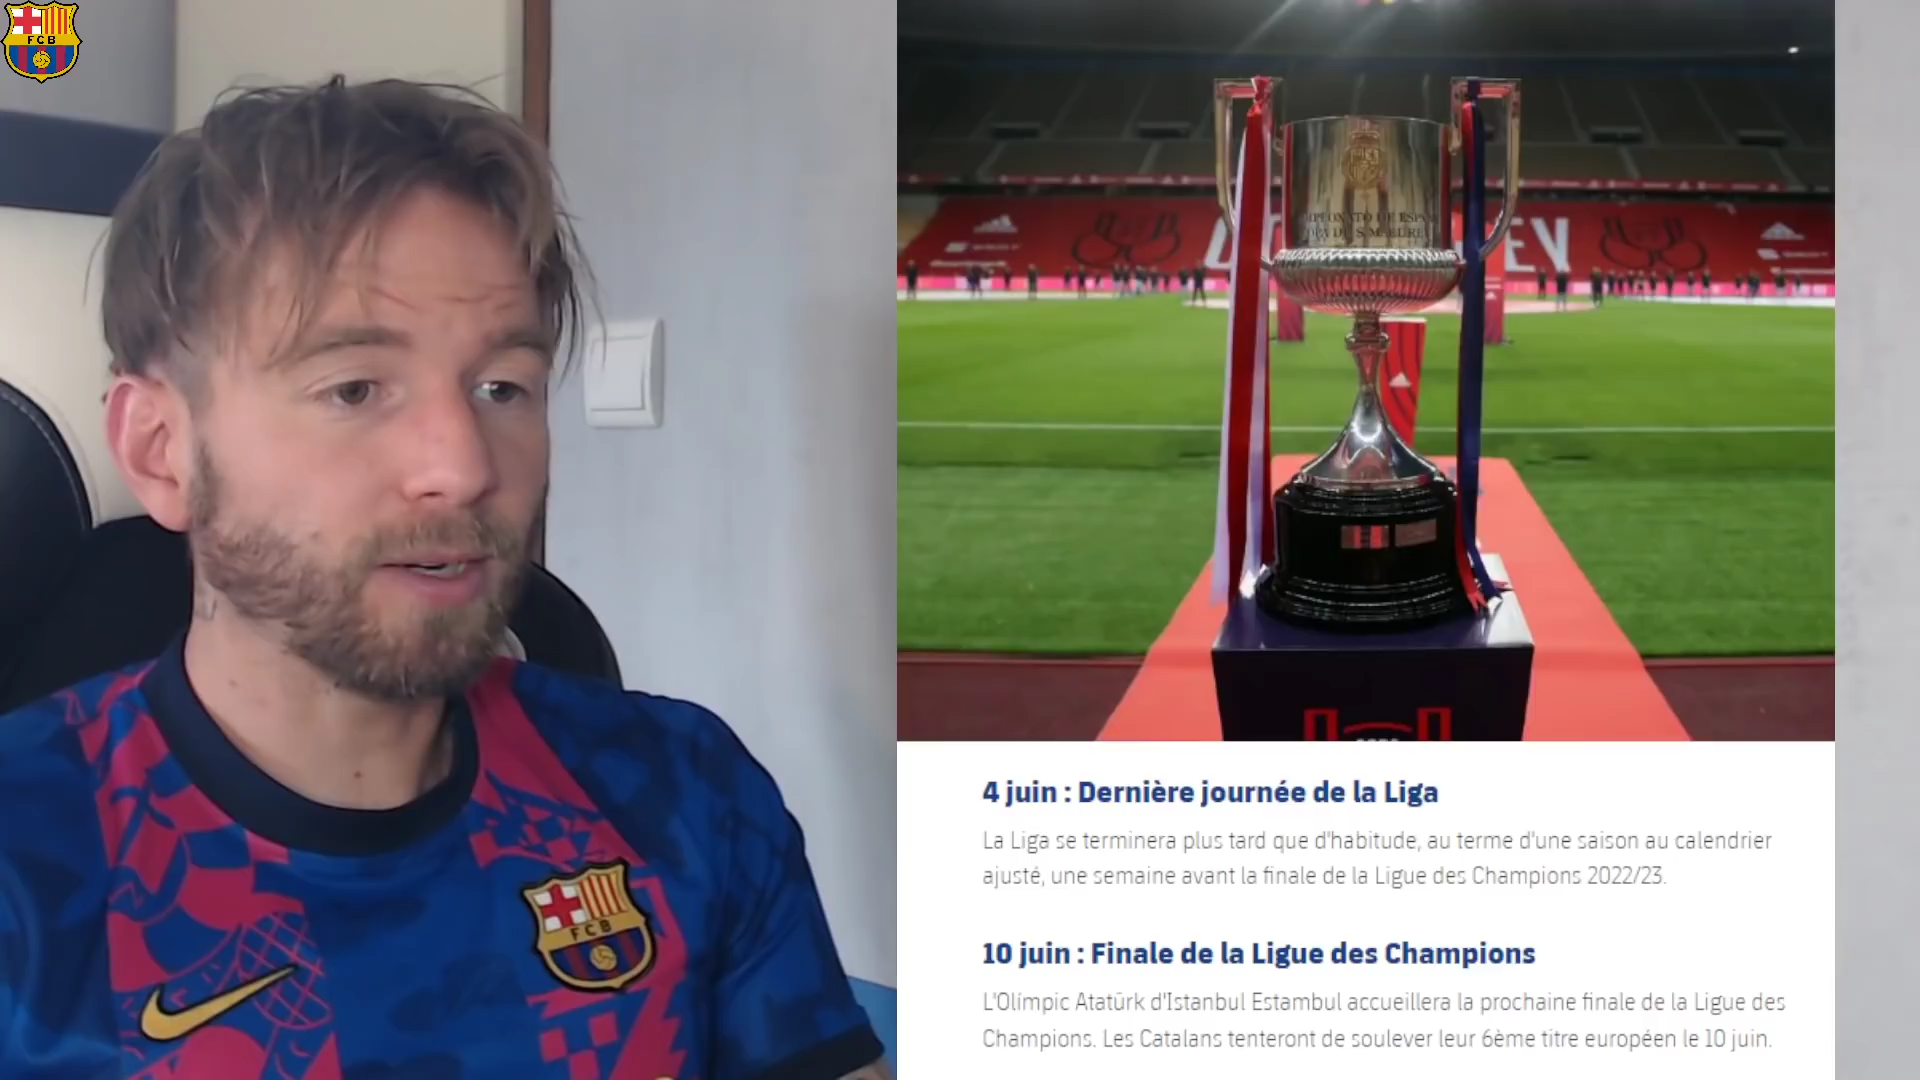 FCB
4 juin : Dernière journée de la Liga
La Liga se terminera plus tard que d'habitude, au terme d'une saison au calendrier
ajusté, une semaine avant la finale de la Ligue des Champions 2022/23.
10 juin : Finale de la Ligue des Champions
L'Olímpic Atatürk d'Istanbul Estambul accueillera la prochaine finale de la Ligue des
Champions. Les Catalans tenteront de soulever leur 6ème titre européen le 10 juin.
FCB